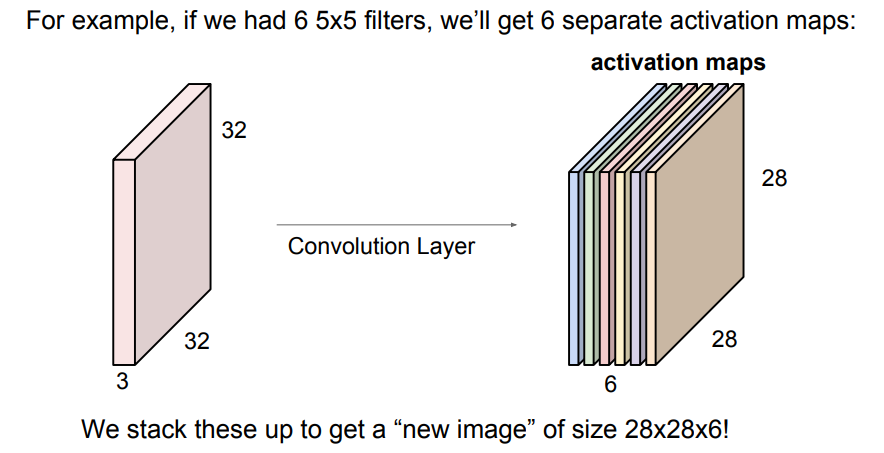 For example, if we had 6 5x5 filters, we’ll get 6 separate activation maps:
activation maps
32
28
Convolution Layer
32
28
3
6
We stack these up to get a “new image” of size 28x28x6!